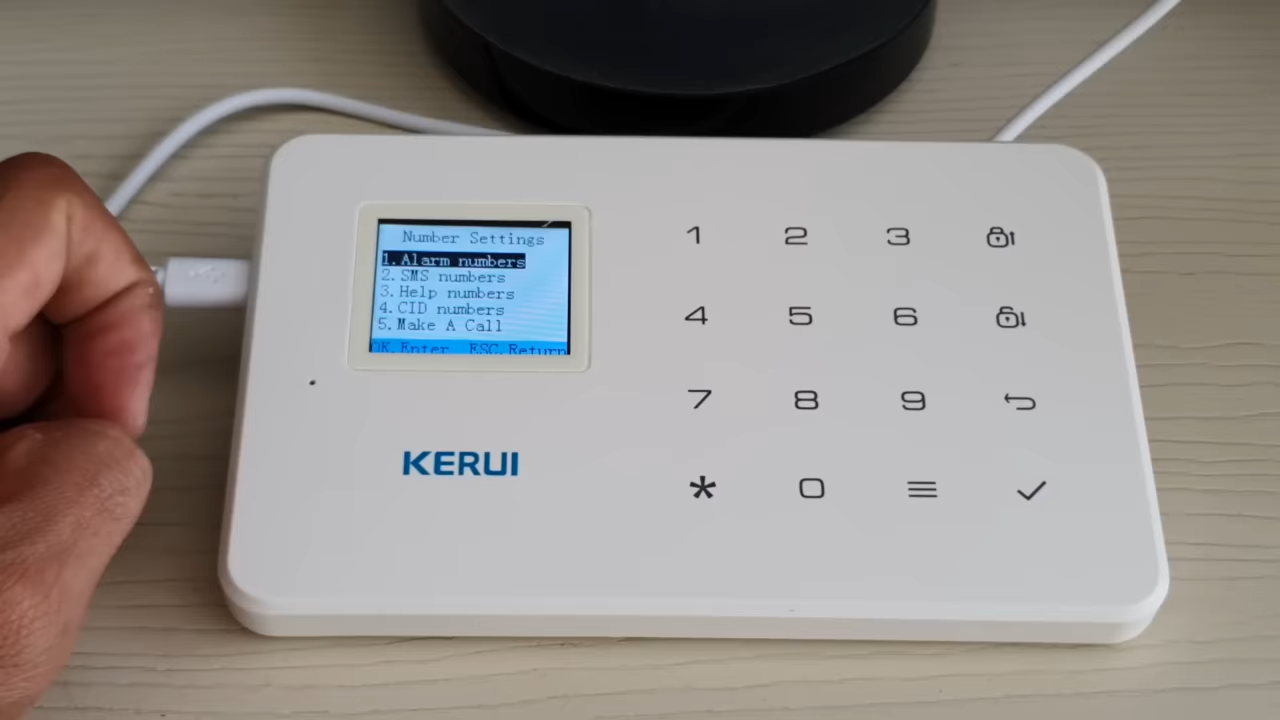 Number Settings
1.Alarm numbers
2.SMS numbers
3.Help numbers
4.CID numbers
5.Make A Call
OK.Enter ESC.Return
KERUI
1 2 3
4 5 6
7 8 9
* 0